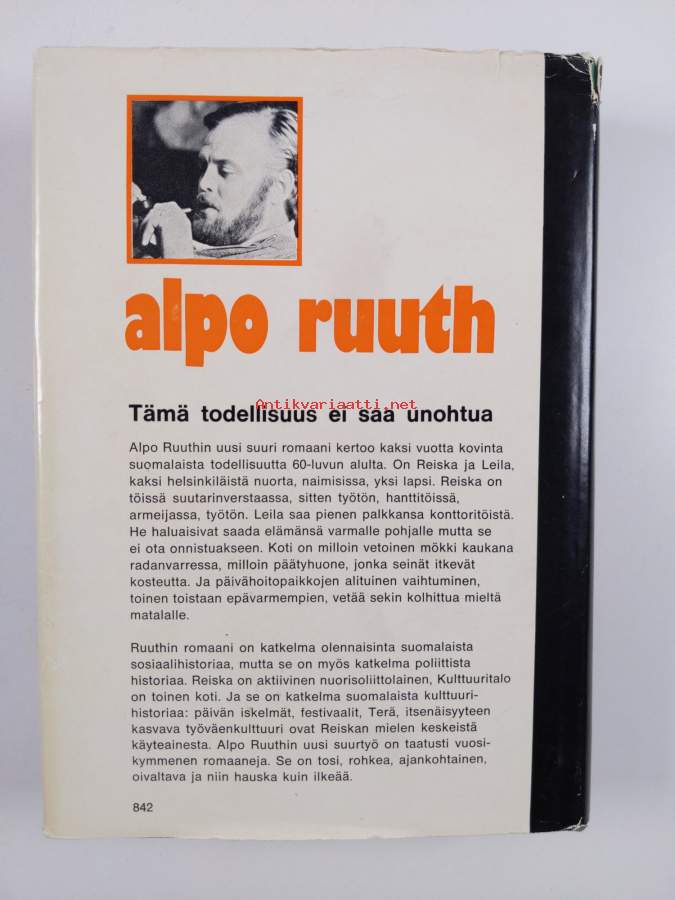 alpo ruuth
Tämä todellisuus ei saa unohtua
Antikvariaatti.net
Alpo Ruuthin uusi suuri romaani kertoo kaksi vuotta kovinta
suomalaista todellisuutta 60-luvun alulta. On Reiska ja Leila,
kaksi helsinkiläistä nuorta, naimisissa, yksi lapsi. Reiska on
töissä suutarinverstaassa, sitten työtön, hanttitöissä,
armeijassa, työtön. Leila saa pienen palkkansa konttoritöistä.
He haluaisivat saada elämänsä varmalle pohjalle mutta se
ei ota onnistuakseen. Koti on milloin vetoinen mökki kaukana
radanvarressa, milloin päätyhuone, jonka seinät itkevät
kosteutta. Ja päivähoitopaikkojen alituinen vaihtuminen,
toinen toistaan epävarmempien, vetää sekin kolhittua mieltä
matalalle.
Ruuthin romaani on katkelma olennaisinta suomalaista
sosiaalihistoriaa, mutta se on myös katkelma poliittista
historiaa. Reiska on aktiivinen nuorisoliittolainen, Kulttuuritalo
on toinen koti. Ja se on katkelma suomalaista kulttuuri-
historiaa: päivän iskelmät, festivaalit, Terä, itsenäisyyteen
kasvava työväenkulttuuri ovat Reiskan mielen keskeistä
käyteainesta. Alpo Ruuthin uusi suurtyö on taatusti vuosi-
kymmenen romaaneja. Se on tosi, rohkea, ajankohtainen,
oivaltava ja niin hauska kuin ilkeää.
842